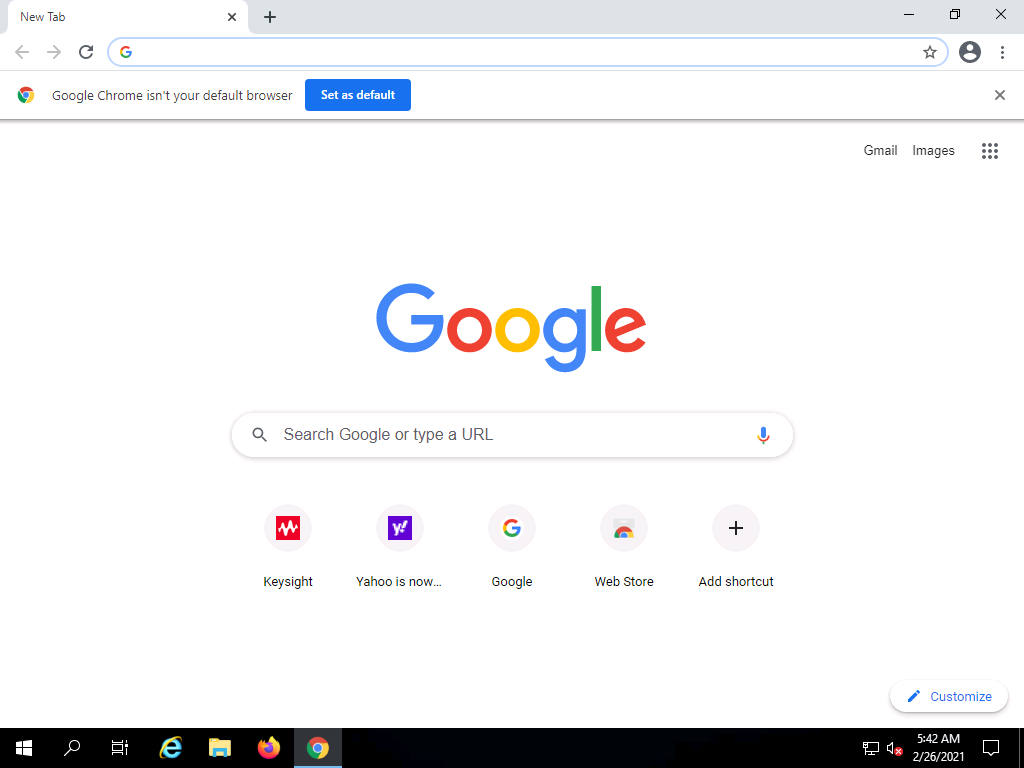 New Tab
Google Chrome isn't your default browser
Set as default
Gmail
Images
Google
Search Google or type a URL
Keysight
Yahoo is now...
Google
Web Store
Add shortcut
Customize
5:42 AM
2/26/2021